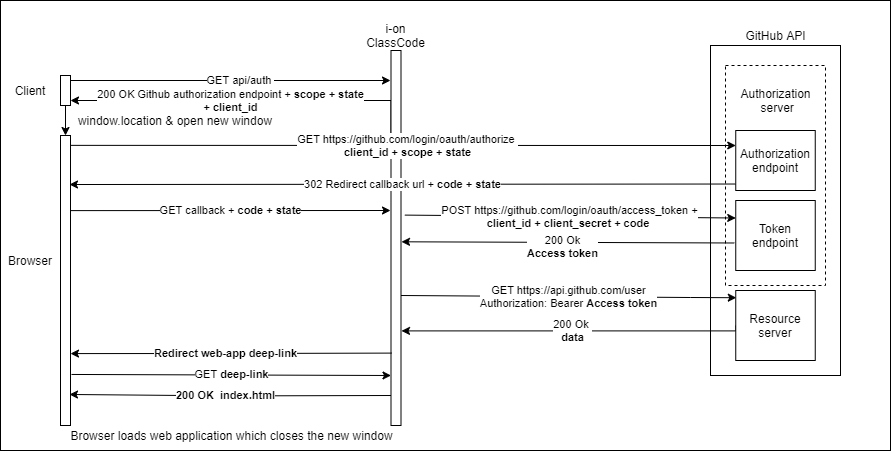 i-on
ClassCode
GitHub API
GET api/auth
Client
200 OK Github authorization endpoint + scope + state
+ client_id
Authorization
server
window.location & open new window
GET https://github.com/login/oauth/authorize
client_id + scope + state
Authorization
endpoint
302 Redirect callback url + code + state
GET callback + code + state
POST https://github.com/login/oauth/access_token +
client_id + client_secret + code
Token
endpoint
200 Ok
Access token
Browser
GET https://api.github.com/user
Authorization: Bearer Access token
Resource
server
200 Ok
data
Redirect web-app deep-link
GET deep-link
200 OK index.html
Browser loads web application which closes the new window